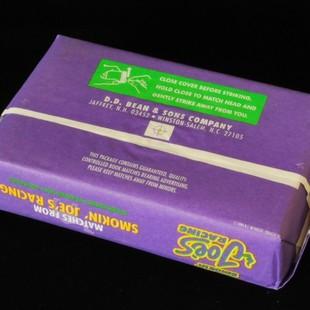 CLOSE COVER BEFORE STRIKING,
HOLD CLOSE TO MATCH HEAD AND
GENTLY STRIKE AWAY FROM YOU.
D.D. BEAN & SONS COMPANY
JAFFREY, N.H. 03452 • WINSTON-SALEM, N.C. 27105
THIS PACKAGE CONTAINS GUARANTEED QUALITY
CONTROLLED BOOK MATCHES BEARING ADVERTISING.
PLEASE KEEP MATCHES AWAY FROM MINORS.
MATCHES FROM
SMOKIN' JOE'S RACING
Joe's
RACING